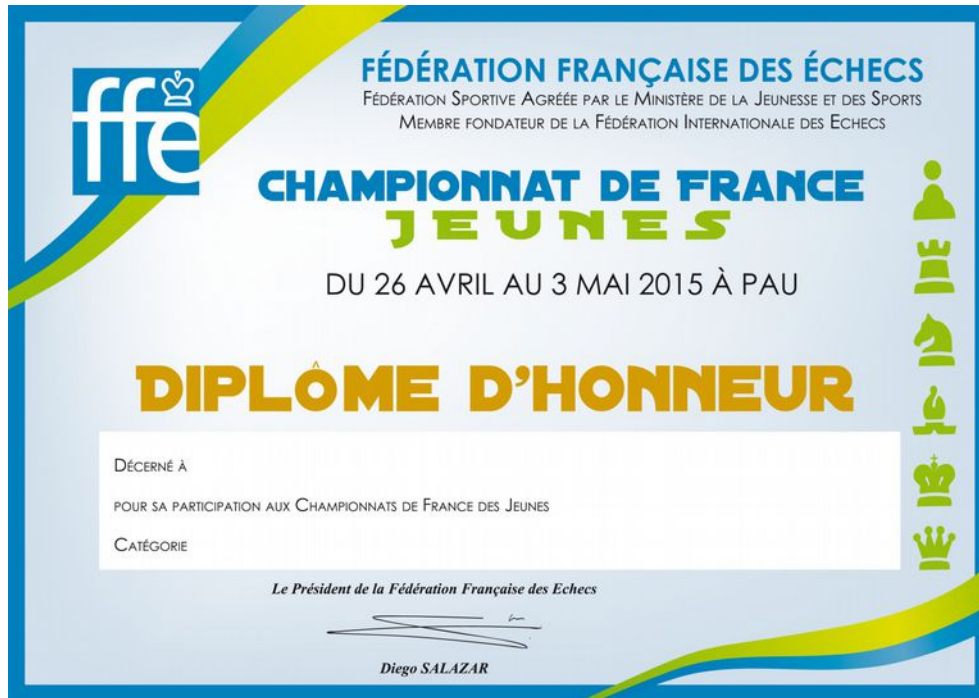 ffe
FÉDÉRATION FRANÇAISE DES ÉCHECS
FÉDÉRATION SPORTIVE AGRÉÉE PAR LE MINISTÈRE DE LA JEUNESSE ET DES SPORTS
MEMBRE FONDATEUR DE LA FÉDÉRATION INTERNATIONALE DES ECHECS
CHAMPIONNAT DE FRANCE
JEUNES
DU 26 AVRIL AU 3 MAI 2015 À PAU
DIPLÔME D'HONNEUR
DÉCERNÉ À
POUR SA PARTICIPATION AUX CHAMPIONNATS DE FRANCE DES JEUNES
CATÉGORIE
Le Président de la Fédération Française des Echecs
Diego SALAZAR